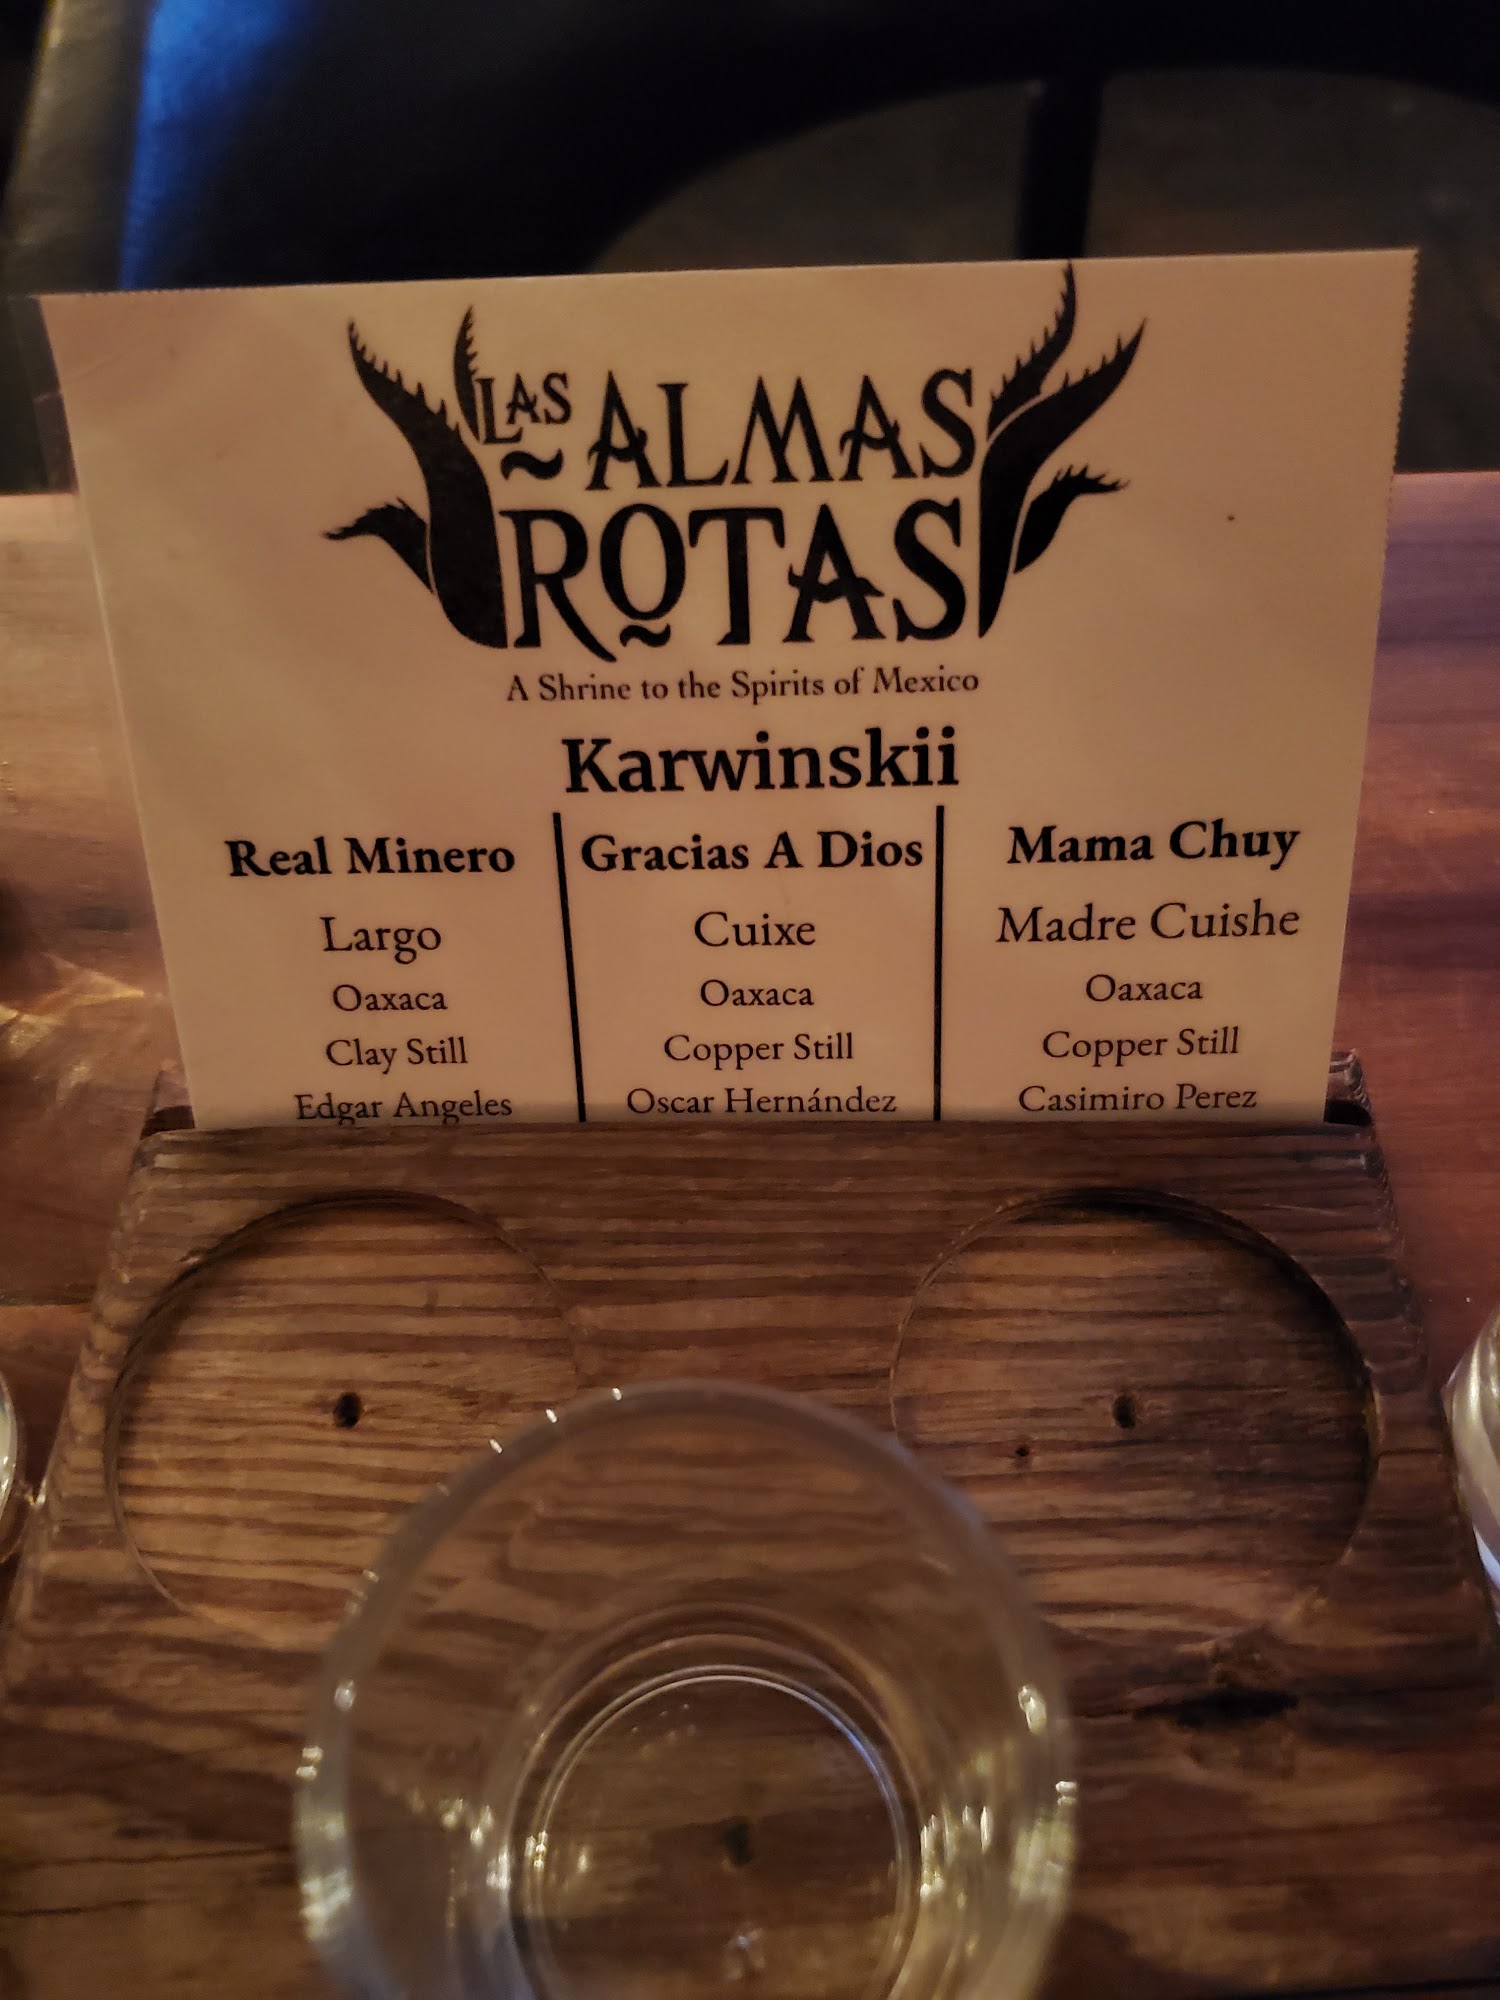 LAS ALMAS
ROTAS
A Shrine to the Spirits of Mexico
Karwinskii
Real Minero
Largo
Oaxaca
Clay Still
Edgar Angeles
Gracias A Dios
Cuixe
Oaxaca
Copper Still
Oscar Hernández
Mama Chuy
Madre Cuishe
Oaxaca
Copper Still
Casimiro Perez